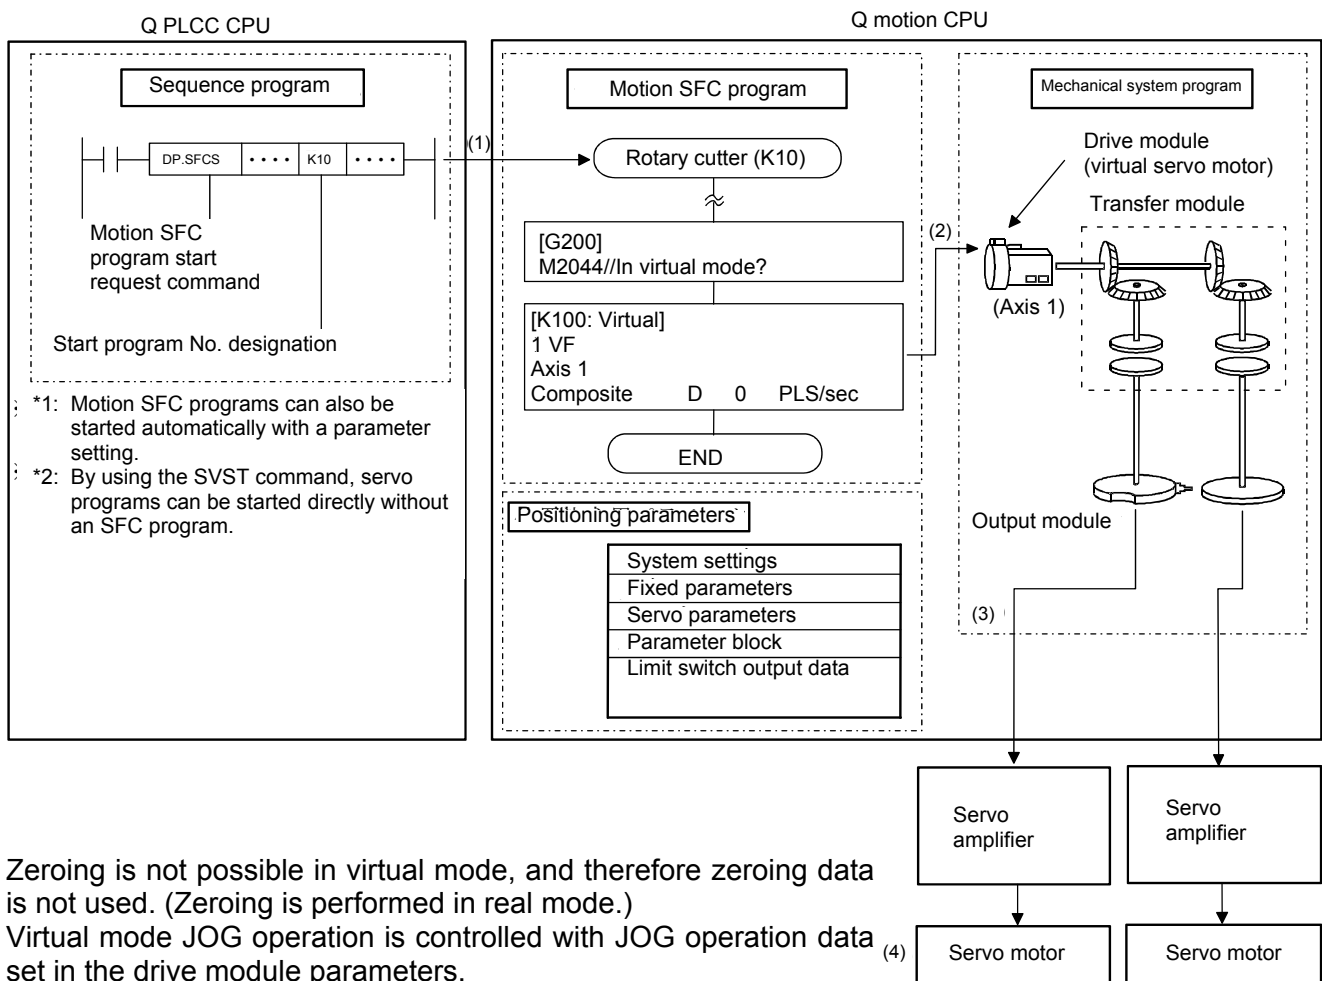 Q PLCC CPU
Q motion CPU
Sequence program
DP.SFCS
• • • •
K10
• • • •
(1)
Motion SFC
program start
request command
Start program No. designation
*1: Motion SFC programs can also be
started automatically with a parameter
setting.
*2: By using the SVST command, servo
programs can be started directly without
an SFC program.
Motion SFC program
Rotary cutter (K10)
[G200]
M2044//In virtual mode?
[K100: Virtual]
1 VF
Axis 1
Composite D 0 PLS/sec
END
(2)
Positioning parameters
System settings
Fixed parameters
Servo parameters
Parameter block
Limit switch output data
Mechanical system program
Drive module
(virtual servo motor)
Transfer module
(Axis 1)
Output module
(3)
Servo
amplifier
Servo
amplifier
(4)
Servo motor
Servo motor
Zeroing is not possible in virtual mode, and therefore zeroing data
is not used. (Zeroing is performed in real mode.)
Virtual mode JOG operation is controlled with JOG operation data
set in the drive module parameters.